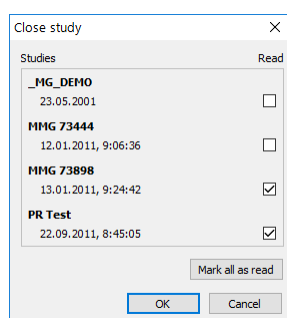 Close study
Studies Read
_MG_DEMO
23.05.2001
MMG 73444
12.01.2011, 9:06:36
MMG 73898
13.01.2011, 9:24:42
PR Test
22.09.2011, 8:45:05
Mark all as read
OK Cancel